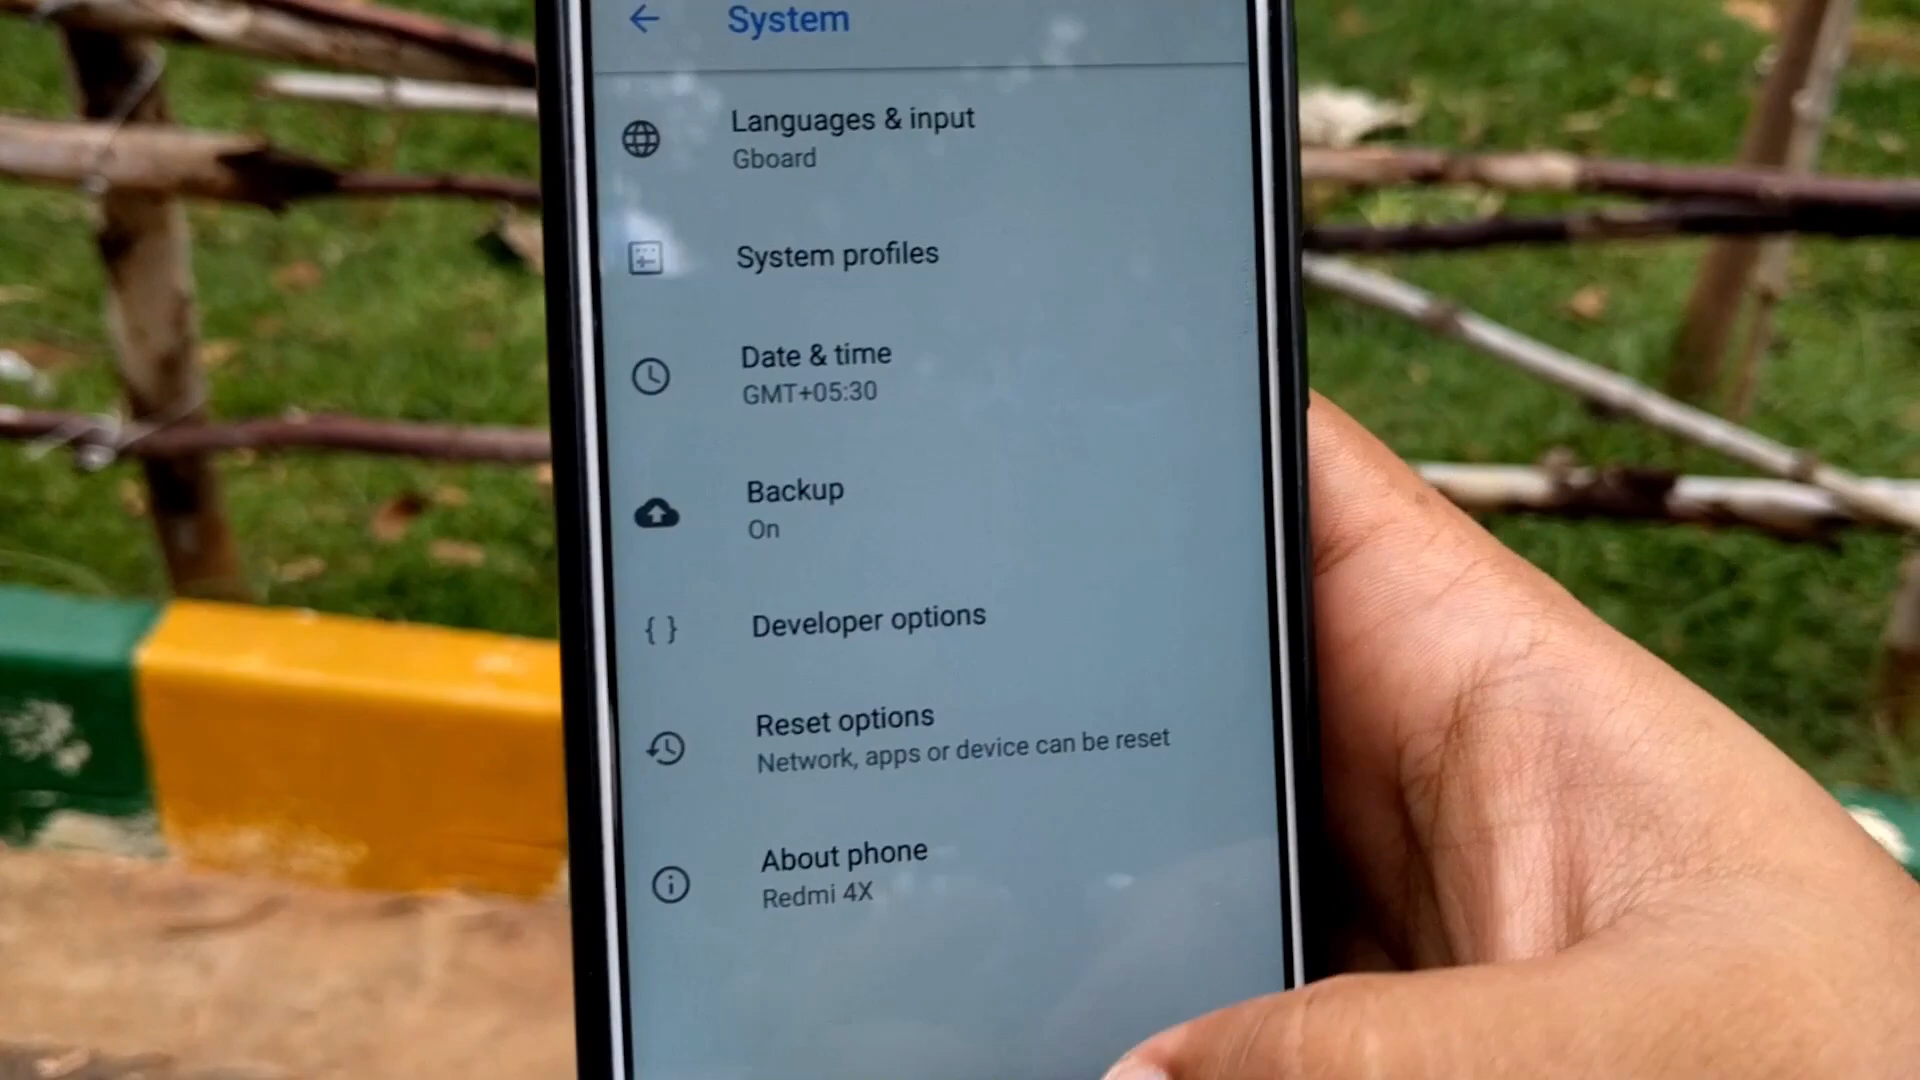 System
Languages & input
Gboard
System profiles
Date & time
GMT+05:30
Backup
On
{ } Developer options
Reset options
Network, apps or device can be reset
About phone
Redmi 4X